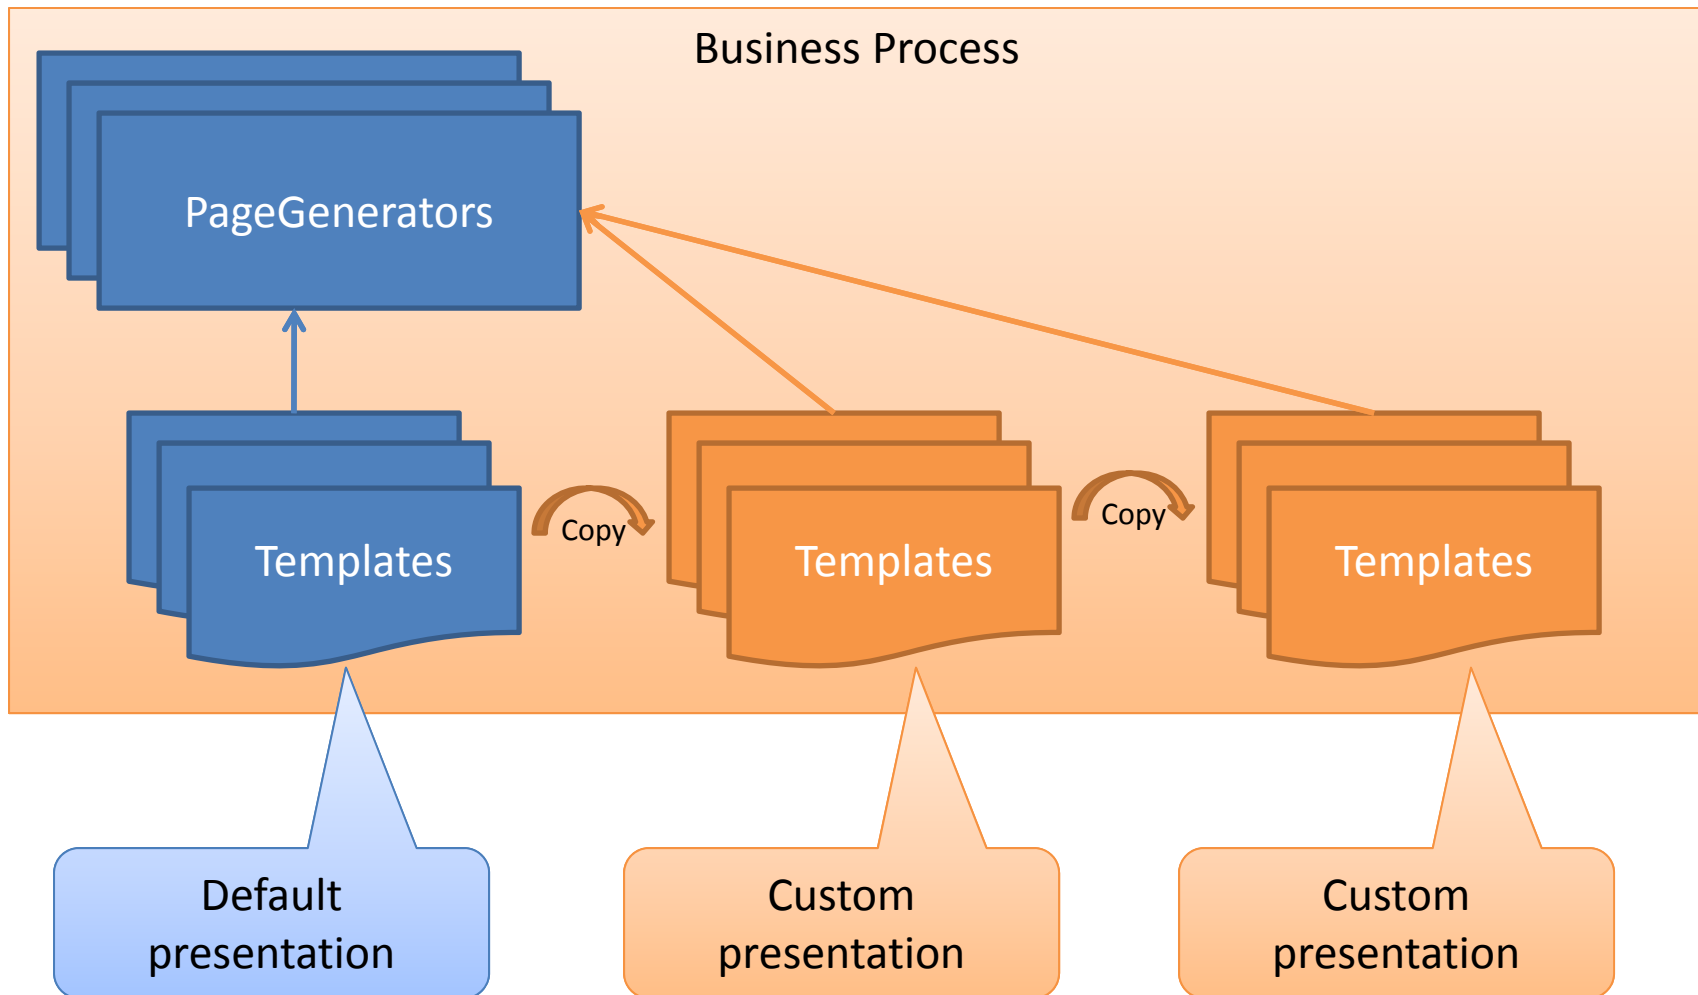 Business Process
PageGenerators
Templates
Copy
Templates
Copy
Templates
Default
presentation
Custom
presentation
Custom
presentation